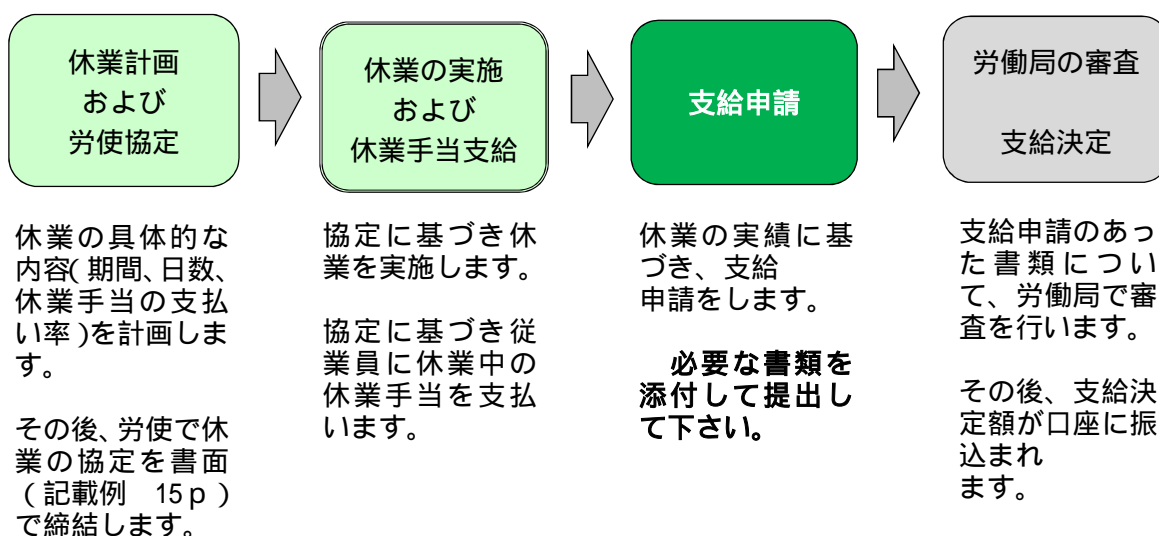 休業計画
および
労使協定
休業の実施
および
休業手当支給
支給申請
労働局の審査
支給決定
休業の具体的な
内容(期間、日数、
休業手当の支払
い率)を計画しま
す。
その後、労使で休
業の協定を書面
(記載例 15p)
で締結します。
協定に基づき休
業を実施します。
協定に基づき従
業員に休業中の
休業手当を支払
います。
休業の実績に基
づき、支給
申請をします。
必要な書類を
添付して提出し
て下さい。
支給申請のあっ
た書類につい
て、労働局で審
査を行います。
その後、支給決
定額が口座に振
込まれ
ます。